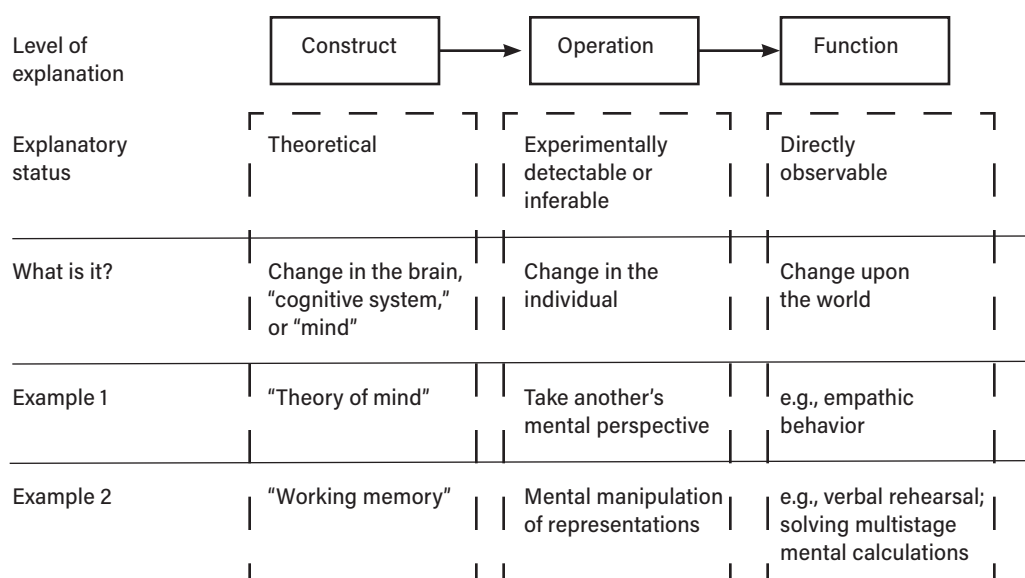 Level of
explanation
Construct
Operation
Function
Explanatory
status
Theoretical
Experimentally
detectable or
inferable
Directly
observable
What is it?
Change in the brain,
“cognitive system,”
or “mind”
Change in the
individual
Change upon
the world
Example 1
“Theory of mind”
Take another’s
mental perspective
e.g., empathic
behavior
Example 2
“Working memory”
Mental manipulation
of representations
e.g., verbal rehearsal;
solving multistage
mental calculations